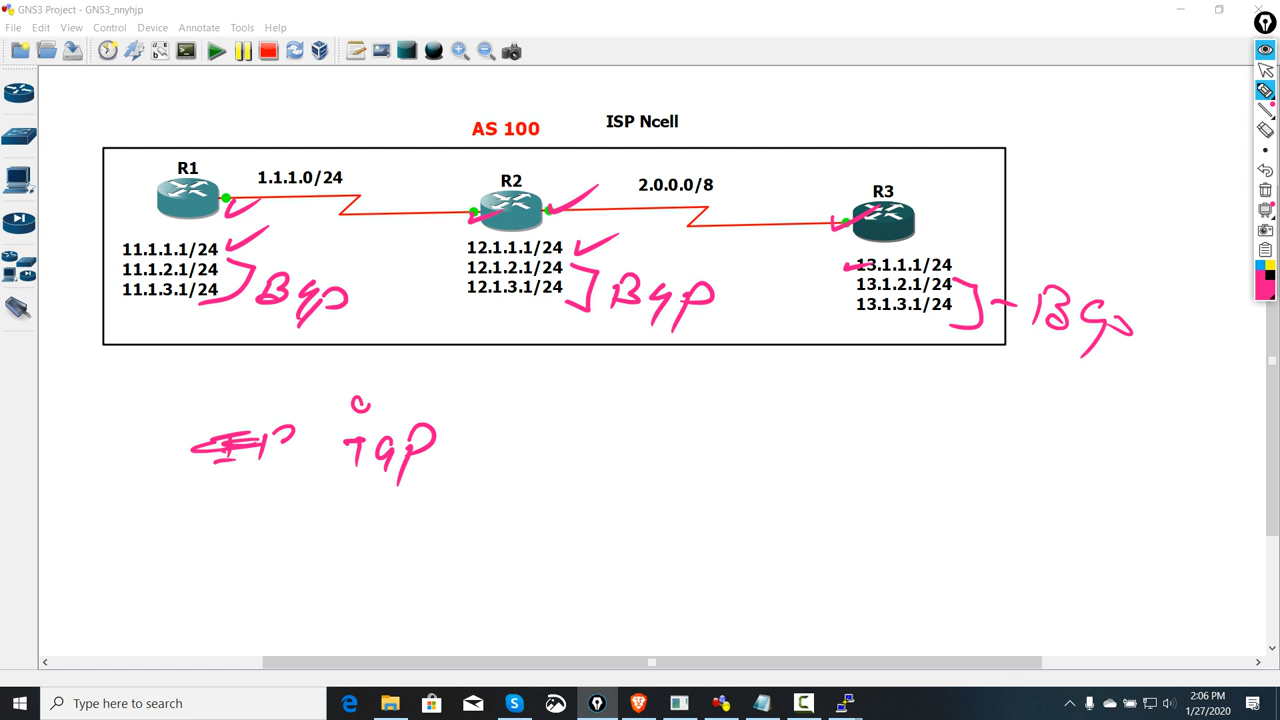 GNS3 Project - GNS3_nnyhjp
File Edit View Control Device Annotate Tools Help
AS 100
ISP Ncell
R1
1.1.1.0/24
R2
2.0.0.0/8
R3
11.1.1.1/24
11.1.2.1/24
11.1.3.1/24
Bgp
12.1.1.1/24
12.1.2.1/24
12.1.3.1/24
Bgp
13.1.1.1/24
13.1.2.1/24
13.1.3.1/24
Bgp
IGP
Type here to search
2:06 PM
1/27/2020